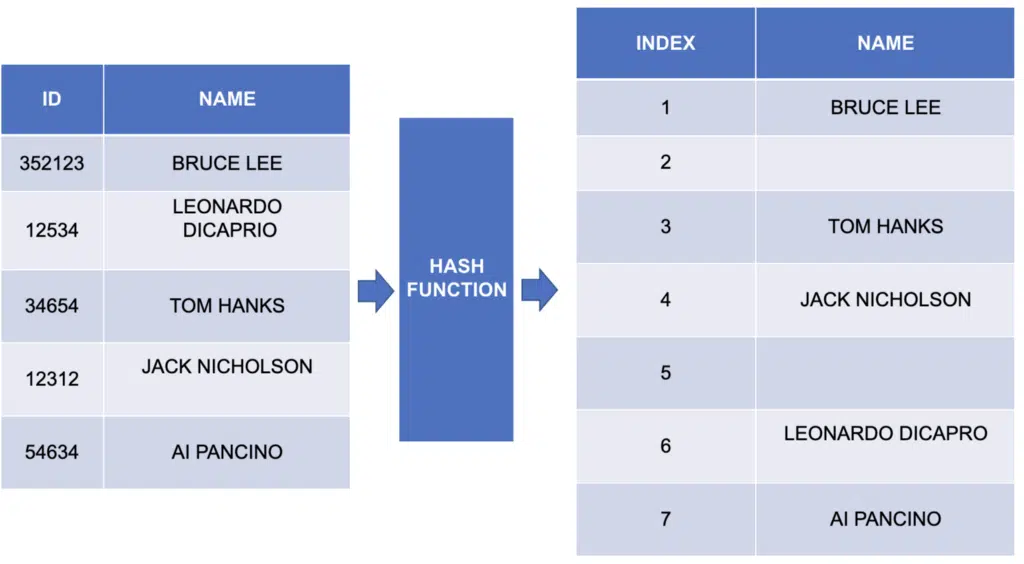 ID NAME
352123 BRUCE LEE
12534 LEONARDO
DICAPRIO
34654 TOM HANKS
12312 JACK NICHOLSON
54634 AI PANCINO
HASH
FUNCTION
INDEX NAME
1 BRUCE LEE
2
3 TOM HANKS
4 JACK NICHOLSON
5
6 LEONARDO DICAPRO
7 AI PANCINO